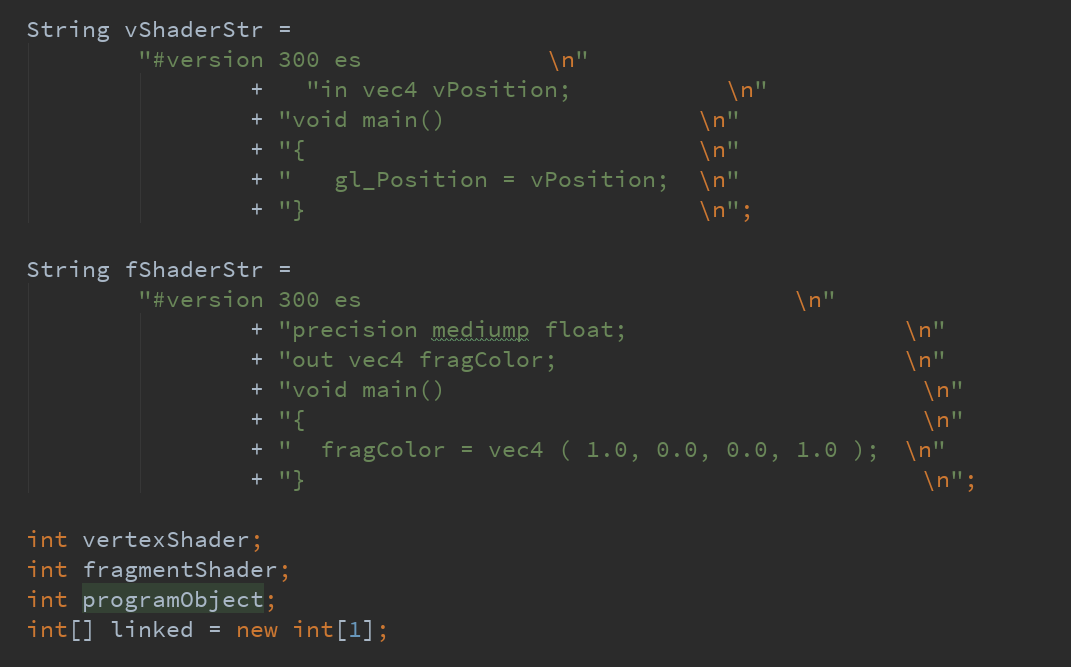 String vShaderStr =
        "#version 300 es             \n"
                +   "in vec4 vPosition;           \n"
                + "void main()                  \n"
                + "{                            \n"
                + "   gl_Position = vPosition;  \n"
                + "}                            \n";
String fShaderStr =
        "#version 300 es                               \n"
                + "precision mediump float;                    \n"
                + "out vec4 fragColor;                         \n"
                + "void main()                                  \n"
                + "{                                            \n"
                + "  fragColor = vec4 ( 1.0, 0.0, 0.0, 1.0 );  \n"
                + "}                                            \n";
int vertexShader;
int fragmentShader;
int programObject;
int[] linked = new int[1];